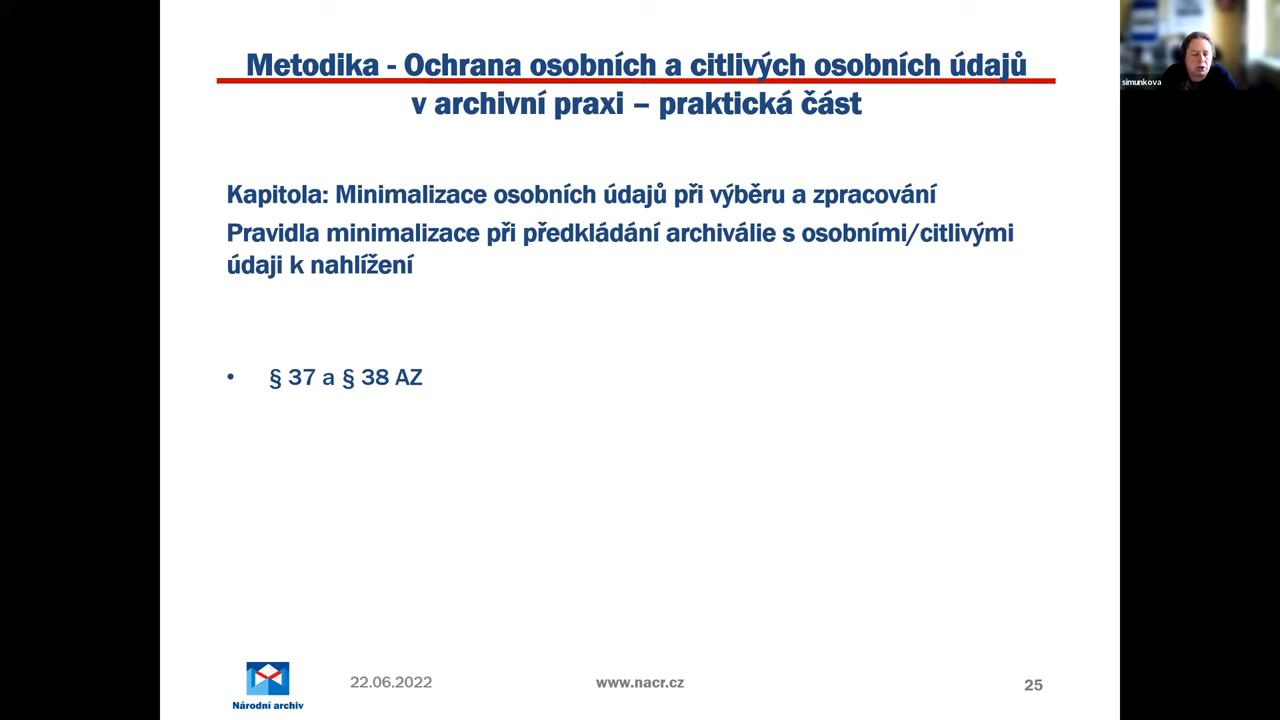 Metodika - Ochrana osobních a citlivých osobních údajů
v archivní praxi – praktická část
simunkova
Kapitola: Minimalizace osobních údajů při výběru a zpracování
Pravidla minimalizace při předkládání archiválie s osobními/citlivými
údaji k nahlížení
• § 37 a § 38 AZ
Národní archiv
22.06.2022
www.nacr.cz
25